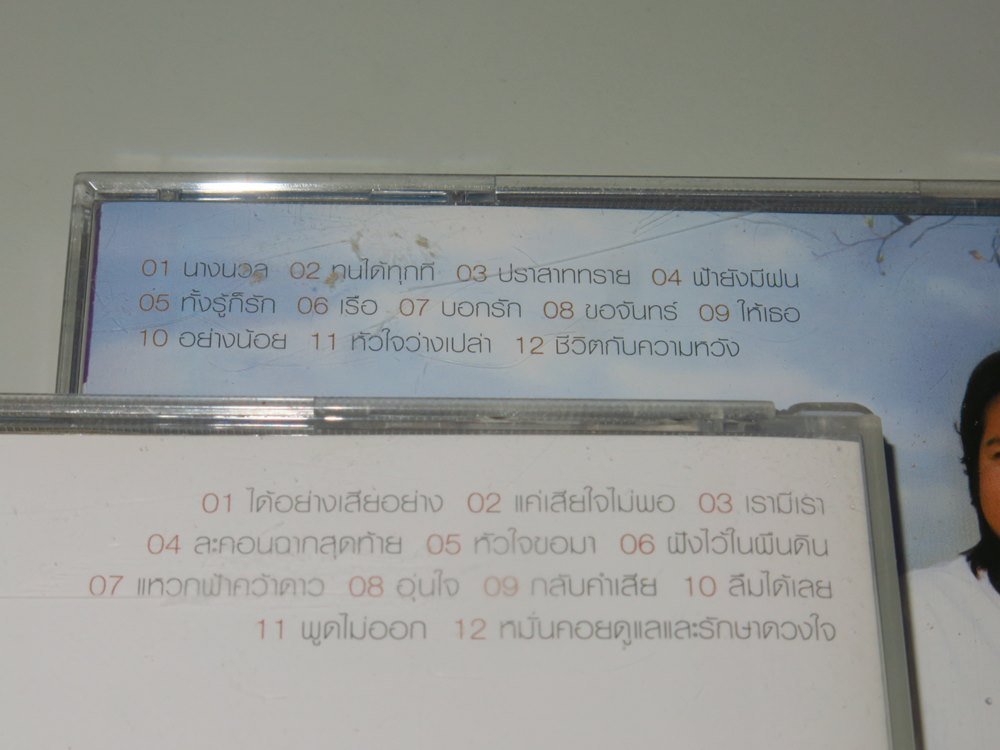 01 นางนวล 02 ทนได้ทุกที 03 ปราสาททราย 04 ฟ้ายังมีฝน
05 ทั้งรู้ก็รัก 06 เรือ 07 บอกรัก 08 ขอจันทร์ 09 ให้เธอ
10 อย่างน้อย 11 หัวใจว่างเปล่า 12 ชีวิตกับความหวัง
01 ได้อย่างเสียอย่าง 02 แค่เสียใจไม่พอ 03 เรามีเรา
04 ละคอนฉากสุดท้าย 05 หัวใจขอมา 06 ฝังไว้ในผืนดิน
07 แหวกฟ้าคว้าดาว 08 อุ่นใจ 09 กลับคำเสีย 10 ลืมได้เลย
11 พูดไม่ออก 12 หมั่นคอยดูแลและรักษาดวงใจ